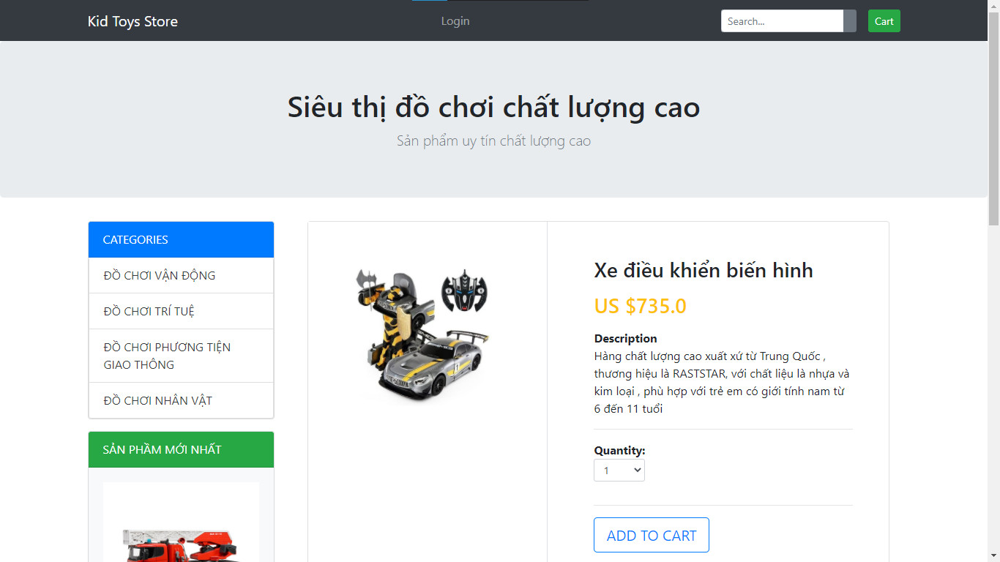 Kid Toys Store
Login
Search...
Cart
Siêu thị đồ chơi chất lượng cao
Sản phẩm uy tín chất lượng cao
CATEGORIES
ĐỒ CHƠI VẬN ĐỘNG
ĐỒ CHƠI TRÍ TUỆ
ĐỒ CHƠI PHƯƠNG TIỆN
GIAO THÔNG
ĐỒ CHƠI NHÂN VẬT
SẢN PHẦM MỚI NHẤT
Xe điều khiển biến hình
US $735.0
Description
Hàng chất lượng cao xuất xứ từ Trung Quốc ,
thương hiệu là RASTSTAR, với chất liệu là nhựa và
kim loại , phù hợp với trẻ em có giới tính nam từ
6 đến 11 tuổi
Quantity:
1
ADD TO CART